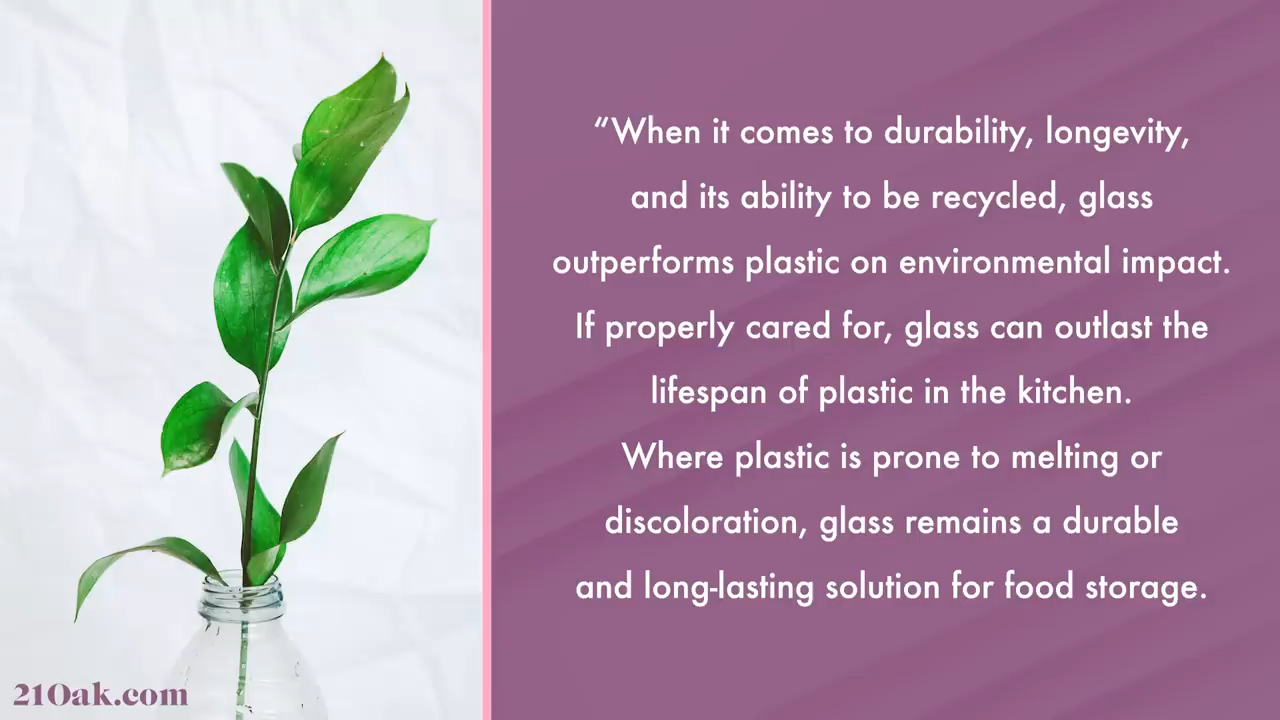 “When it comes to durability, longevity,
and its ability to be recycled, glass
outperforms plastic on environmental impact.
If properly cared for, glass can outlast the
lifespan of plastic in the kitchen.
Where plastic is prone to melting or
discoloration, glass remains a durable
and long-lasting solution for food storage.
21Oak.com